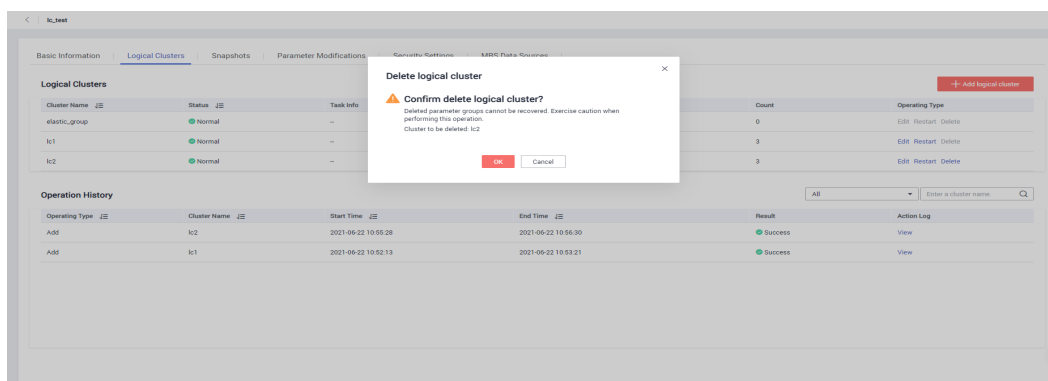 lc_test
Basic Information Logical Clusters Snapshots Parameter Modifications Security Settings MRS Data Sources
Delete logical cluster
Confirm delete logical cluster?
Deleted parameter groups cannot be recovered. Exercise caution when
performing this operation.
Cluster to be deleted: lc2
OK Cancel
Logical Clusters
Add logical cluster
Cluster Name Status Task Info Count Operating Type
elastic_group Normal -- 0 Edit Restart Delete
lc1 Normal -- 3 Edit Restart Delete
lc2 Normal -- 3 Edit Restart Delete
Operation History
All Enter a cluster name.
Operating Type Cluster Name Start Time End Time Result Action Log
Add lc2 2021-06-22 10:55:28 2021-06-22 10:56:30 Success View
Add lc1 2021-06-22 10:52:13 2021-06-22 10:53:21 Success View